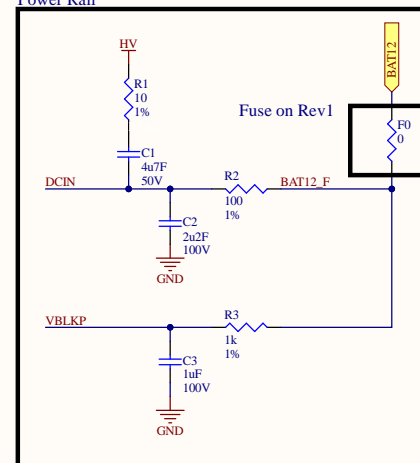 Power Rail
HV
BAT12
R1
10
1%
Fuse on Rev1
F0
0
C1
4u7F
50V
DCIN
R2
100
1%
BAT12_F
C2
2u2F
100V
GND
VBLKP
R3
1k
1%
C3
1uF
100V
GND